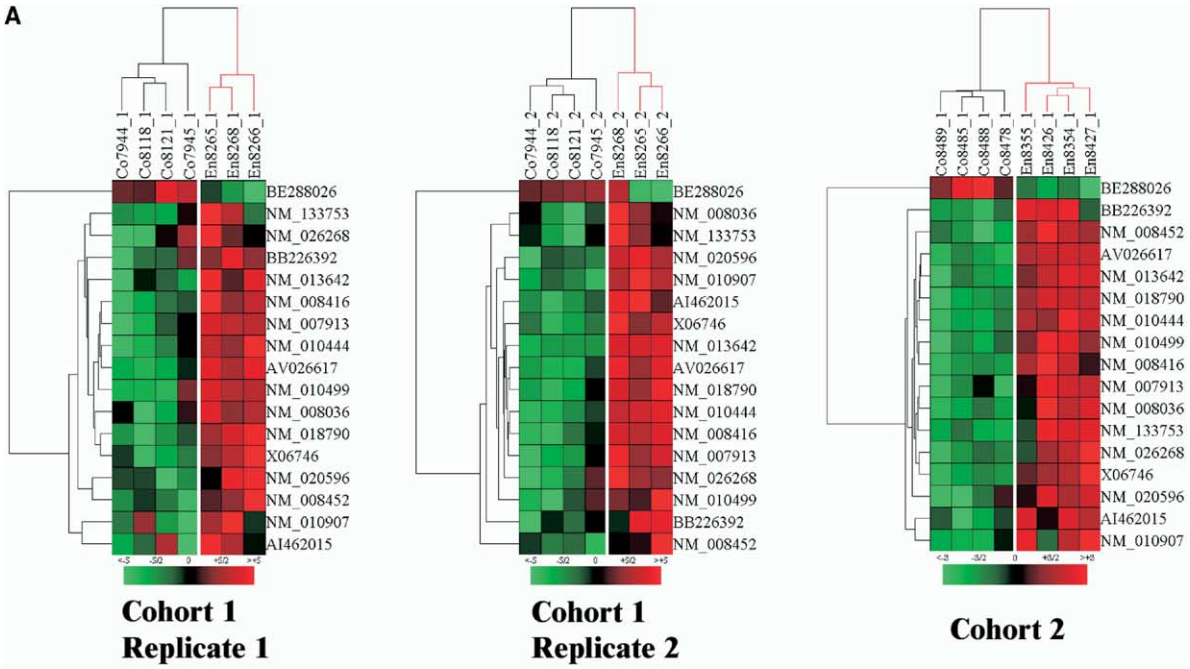 A
Co7944_1
Co8118_1
Co8121_1
Co7945_1
En8265_1
En8268_1
En8266_1
BE288026
NM_133753
NM_026268
BB226392
NM_013642
NM_008416
NM_007913
NM_010444
AV026617
NM_010499
NM_008036
NM_018790
X06746
NM_020596
NM_008452
NM_010907
AI462015
<-S -S/2 0 +S/2 >+S
Cohort 1
Replicate 1
Co7944_2
Co8118_2
Co8121_2
Co7945_2
En8268_2
En8265_2
En8266_2
BE288026
NM_008036
NM_133753
NM_020596
NM_010907
AI462015
X06746
NM_013642
AV026617
NM_018790
NM_010444
NM_008416
NM_007913
NM_026268
NM_010499
BB226392
NM_008452
<-S -S/2 0 +S/2 >+S
Cohort 1
Replicate 2
Co8489_1
Co8485_1
Co8488_1
Co8478_1
En8355_1
En8426_1
En8354_1
En8427_1
BE288026
BB226392
NM_008452
AV026617
NM_013642
NM_018790
NM_010444
NM_010499
NM_008416
NM_007913
NM_008036
NM_133753
NM_026268
X06746
NM_020596
AI462015
NM_010907
0
Cohort 2